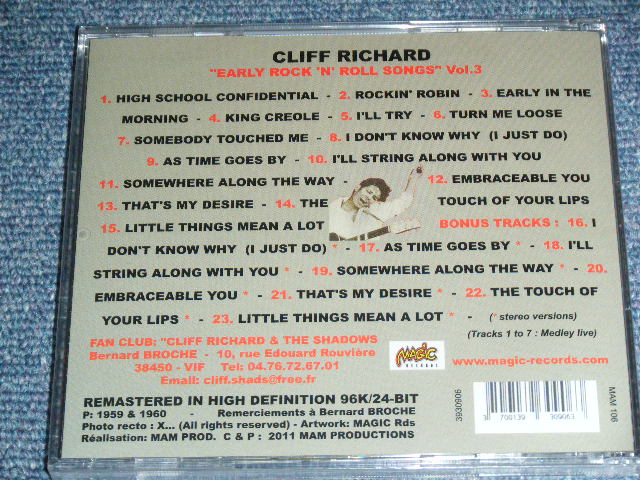 CLIFF RICHARD
"EARLY ROCK 'N' ROLL SONGS" Vol.3
1. HIGH SCHOOL CONFIDENTIAL - 2. ROCKIN' ROBIN - 3. EARLY IN THE
MORNING - 4. KING CREOLE - 5. I'LL TRY - 6. TURN ME LOOSE
7. SOMEBODY TOUCHED ME - 8. I DON'T KNOW WHY (I JUST DO)
9. AS TIME GOES BY - 10. I'LL STRING ALONG WITH YOU
11. SOMEWHERE ALONG THE WAY - 12. EMBRACEABLE YOU
13. THAT'S MY DESIRE - 14. THE TOUCH OF YOUR LIPS
15. LITTLE THINGS MEAN A LOT BONUS TRACKS : 16. I
DON'T KNOW WHY (I JUST DO) * - 17. AS TIME GOES BY * - 18. I'LL
STRING ALONG WITH YOU * - 19. SOMEWHERE ALONG THE WAY * - 20.
EMBRACEABLE YOU * - 21. THAT'S MY DESIRE * - 22. THE TOUCH OF
YOUR LIPS * - 23. LITTLE THINGS MEAN A LOT * - (* stereo versions)
(Tracks 1 to 7 : Medley live)
FAN CLUB: "CLIFF RICHARD & THE SHADOWS
Bernard BROCHE - 10, rue Edouard Rouvière
38450 - VIF Tel: 04.76.72.67.01
Email: cliff.shads@free.fr
MAGIC
RECORDS
www.magic-records.com
REMASTERED IN HIGH DEFINITION 96K/24-BIT
P: 1959 & 1960 - Remerciements à Bernard BROCHE
Photo recto : X... (All rights reserved) - Artwork: MAGIC Rds
Réalisation: MAM PROD. C & P : 2011 MAM PRODUCTIONS
3930906
3 700139 309063
MAM 106